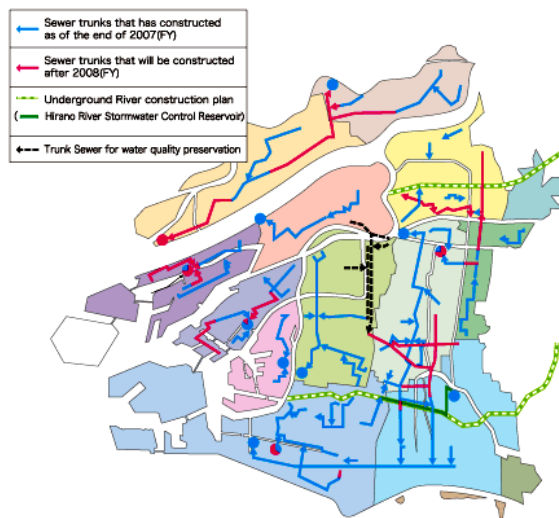 Sewer trunks that has constructed
as of the end of 2007(FY)
Sewer trunks that will be constructed
after 2008(FY)
Underground River construction plan
( Hirano River Stormwater Control Reservoir)
Trunk Sewer for water quality preservation